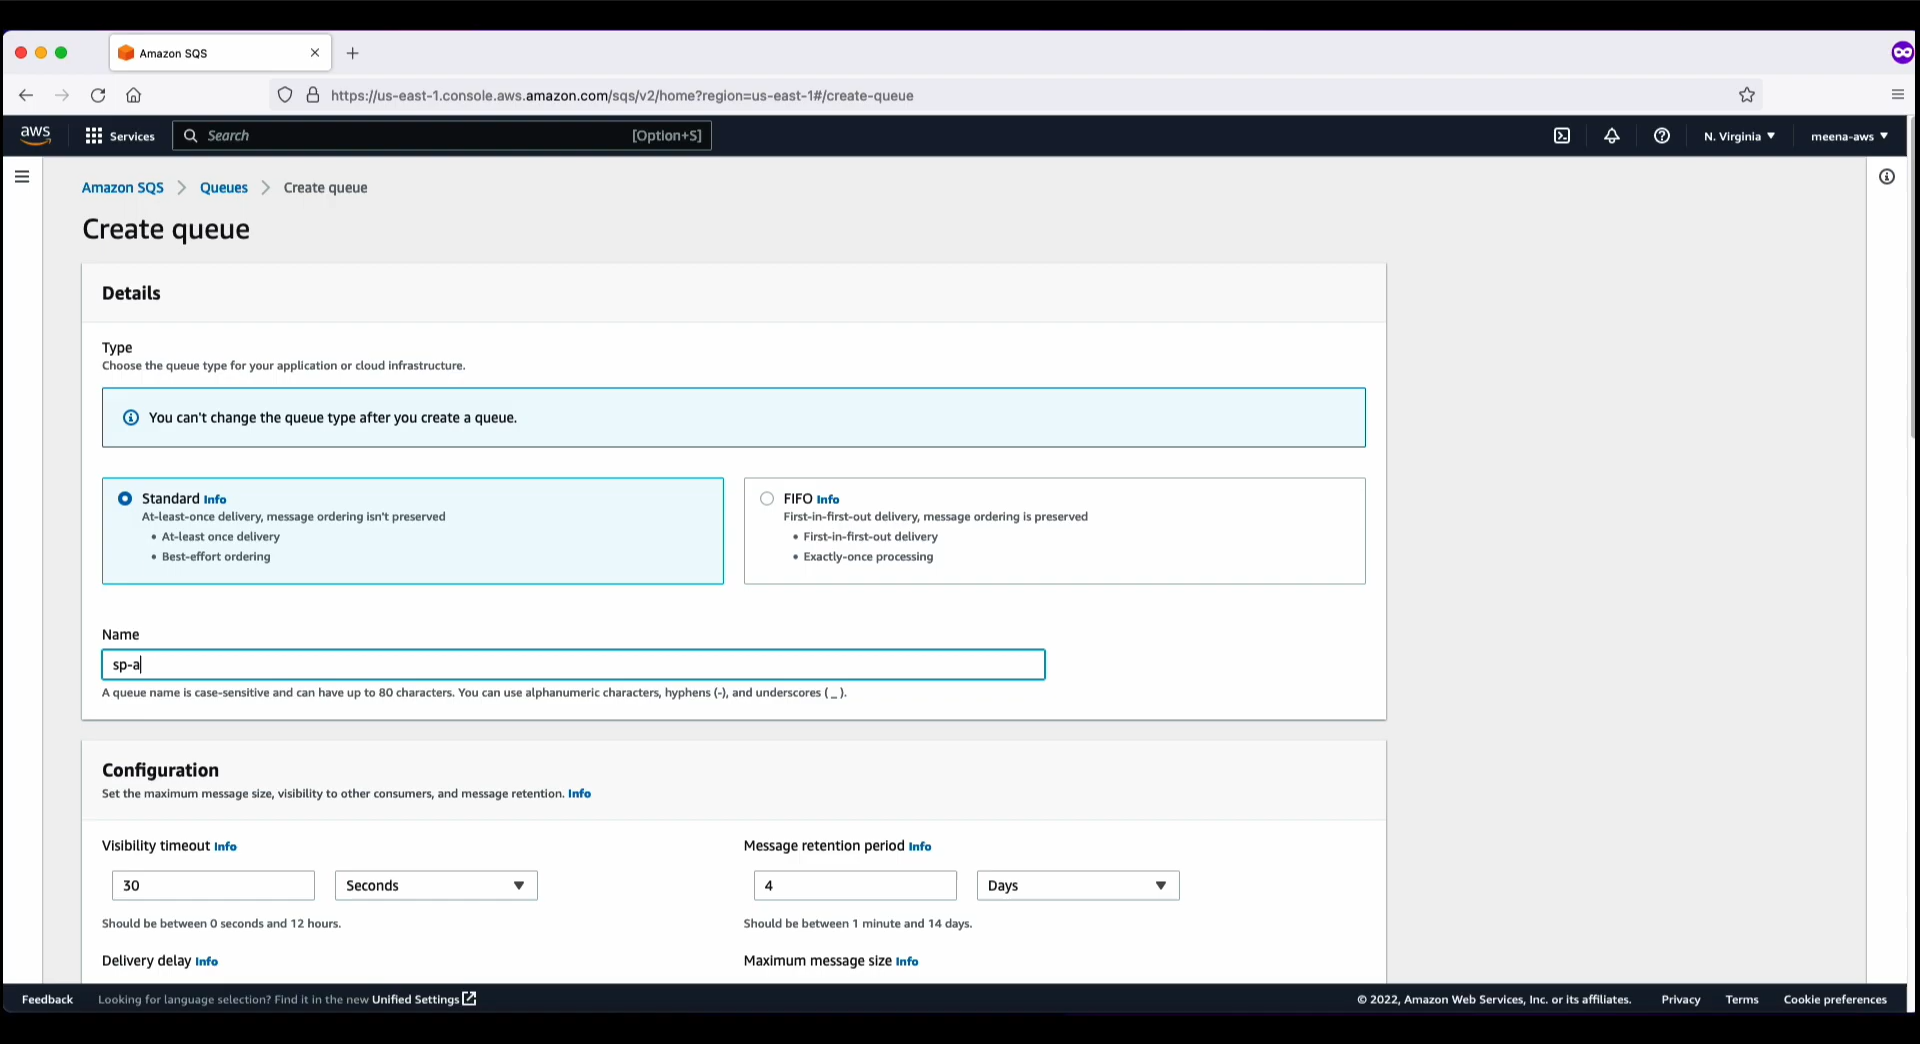 Amazon SQS
https://us-east-1.console.aws.amazon.com/sqs/v2/home?region=us-east-1#/create-queue
aws Services Search [Option+S] N. Virginia meena-aws
Amazon SQS Queues Create queue
Create queue
Details
Type
Choose the queue type for your application or cloud infrastructure.
You can't change the queue type after you create a queue.
Standard Info
At-least-once delivery, message ordering isn't preserved
• At-least once delivery
• Best-effort ordering
FIFO Info
First-in-first-out delivery, message ordering is preserved
• First-in-first-out delivery
• Exactly-once processing
Name
sp-a
A queue name is case-sensitive and can have up to 80 characters. You can use alphanumeric characters, hyphens (-), and underscores ( _ ).
Configuration
Set the maximum message size, visibility to other consumers, and message retention. Info
Visibility timeout Info
30 Seconds
Should be between 0 seconds and 12 hours.
Message retention period Info
4 Days
Should be between 1 minute and 14 days.
Delivery delay Info
Maximum message size Info
Feedback Looking for language selection? Find it in the new Unified Settings © 2022, Amazon Web Services, Inc. or its affiliates. Privacy Terms Cookie preferences